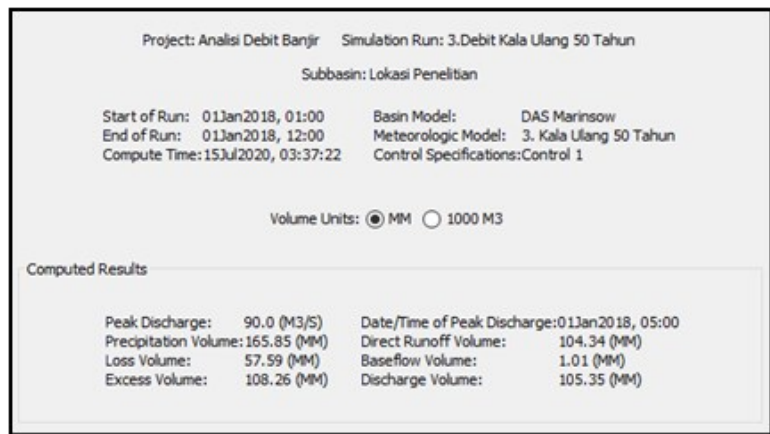 Project: Analisi Debit Banjir Simulation Run: 3.Debit Kala Ulang 50 Tahun
Subbasin: Lokasi Penelitian
Start of Run: 01Jan2018, 01:00 Basin Model: DAS Marinsow
End of Run: 01Jan2018, 12:00 Meteorologic Model: 3. Kala Ulang 50 Tahun
Compute Time:15Jul2020, 03:37:22 Control Specifications:Control 1
Volume Units: MM 1000 M3
Computed Results
Peak Discharge: 90.0 (M3/S) Date/Time of Peak Discharge:01Jan2018, 05:00
Precipitation Volume:165.85 (MM) Direct Runoff Volume: 104.34 (MM)
Loss Volume: 57.59 (MM) Baseflow Volume: 1.01 (MM)
Excess Volume: 108.26 (MM) Discharge Volume: 105.35 (MM)